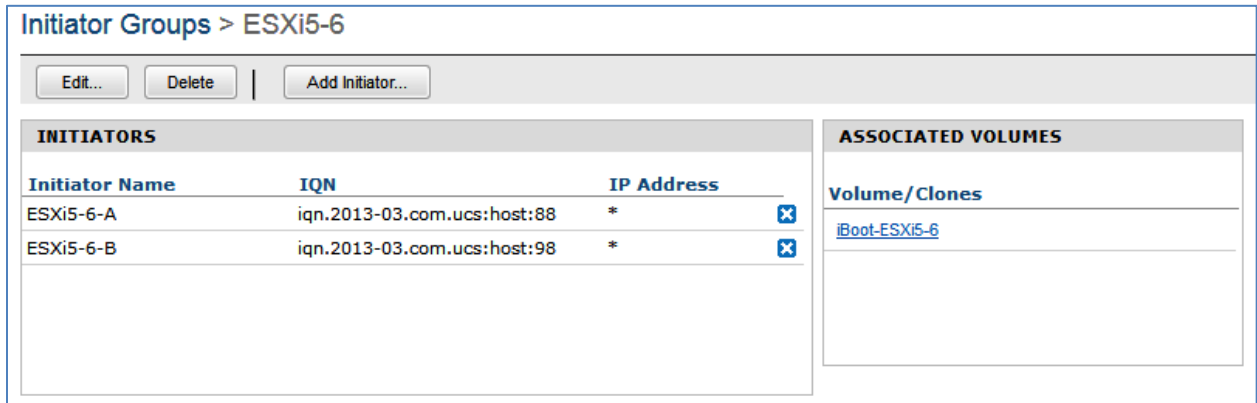 Initiator Groups > ESXi5-6
Edit... Delete Add Initiator...
INITIATORS
Initiator Name IQN IP Address
ESXi5-6-A iqn.2013-03.com.ucs:host:88 *
ESXi5-6-B iqn.2013-03.com.ucs:host:98 *
ASSOCIATED VOLUMES
Volume/Clones
iBoot-ESXi5-6